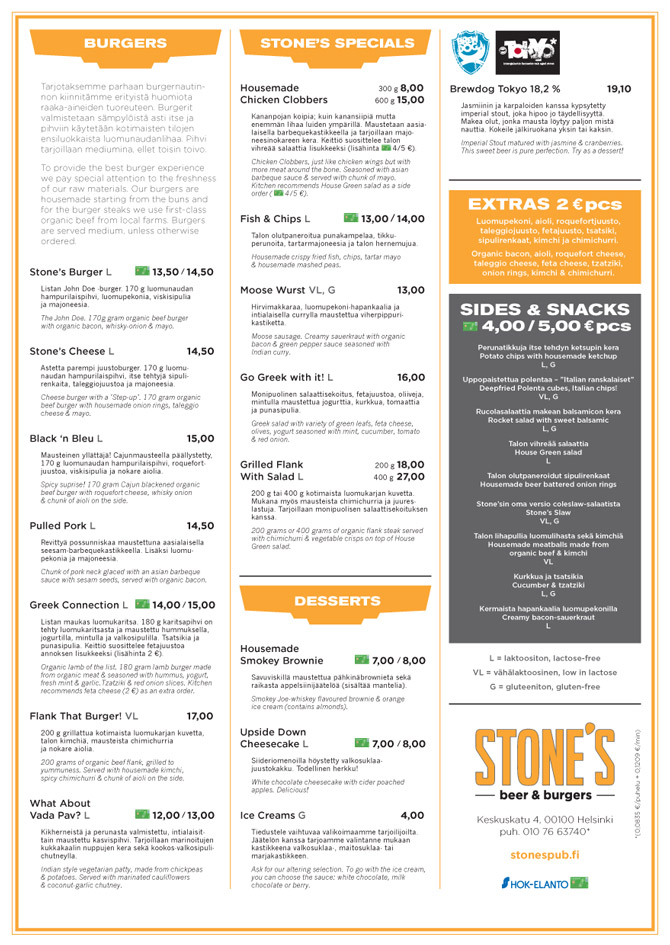 BURGERS
Tarjotaksemme parhaan burgernautin-
non kiinnitämme erityistä huomiota
raaka-aineiden tuoreuteen. Burgerit
valmistetaan sämpylöistä asti itse ja
pihviin käytetään kotimaisten tilojen
ensiluokkaista luomunaudanlihaa. Pihvi
tarjoillaan mediumina, ellet toisin toivo.
To provide the best burger experience
we pay special attention to the freshness
of our raw materials. Our burgers are
housemade starting from the buns and
for the burger steaks we use first-class
organic beef from local farms. Burgers
are served medium, unless otherwise
ordered.
Stone's Burger L 13,50 / 14,50
Listan John Doe -burger. 170 g luomunaudan
hampurilaispihvi, luomupekonia, viskisipulia
ja majoneesia.
The John Doe. 170g gram organic beef burger
with organic bacon, whisky-onion & mayo.
Stone's Cheese L 14,50
Astetta parempi juustoburger. 170 g luomu-
naudan hampurilaispihvi, itse tehtyjä sipuli-
renkaita, taleggiojuustoa ja majoneesia.
Cheese burger with a 'Step-up'. 170 gram organic
beef burger with housemade onion rings, taleggio
cheese & mayo.
Black 'n Bleu L 15,00
Mausteinen yllättäjä! Cajunmausteella päällystetty,
170 g luomunaudan hampurilaispihvi, roquefort-
juustoa, viskisipulia ja nokare aiolia.
Spicy suprise! 170 gram Cajun blackened organic
beef burger with roquefort cheese, whisky onion
& chunk of aioli on the side.
Pulled Pork L 14,50
Revittyä possunniskaa maustettuna aasialaisella
seesam-barbequekastikkeella. Lisäksi luomu-
pekonia ja majoneesia.
Chunk of pork neck glaced with an asian barbeque
sauce with sesam seeds, served with organic bacon.
Greek Connection L 14,00 / 15,00
Listan maukas luomukaritsa. 180 g karitsapihvi on
tehty luomukaritsasta ja maustettu hummuksella,
jogurtilla, mintulla ja valkosipulilla. Tsatsikia ja
punasipulia. Keittiö suosittelee fetajuustoa
annoksen lisukkeeksi (lisähinta 2 €).
Organic lamb of the list. 180 gram lamb burger made
from organic meat & seasoned with hummus, yogurt,
fresh mint & garlic. Tzatziki & red onion slices. Kitchen
recommends feta cheese (2 €) as an extra order.
Flank That Burger! VL 17,00
200 g grillattua kotimaista luomukarjan kuvetta,
talon kimchiä, mausteista chimichurria
ja nokare aiolia.
200 grams of organic beef flank, grilled to
yummuness. Served with housemade kimchi,
spicy chimichurri & chunk of aioli on the side.
What About
Vada Pav? L 12,00 / 13,00
Kikherneistä ja perunasta valmistettu, intialaisit-
tain maustettu kasvispihvi. Tarjoillaan marinoitujen
kukkakaalin nuppujen kera sekä kookos-valkosipuli-
chutneylla.
Indian style vegetarian patty, made from chickpeas
& potatoes. Served with marinated cauliflowers
& coconut-garlic chutney.
STONE'S SPECIALS
Housemade 300 g 8,00
Chicken Clobbers 600 g 15,00
Kananpojan koipia; kuin kanansiipiä mutta
enemmän lihaa luiden ympärillä. Maustetaan aasia-
laisella barbequekastikkeella ja tarjoillaan majo-
neesinokareen kera. Keittiö suosittelee talon
vihreää salaattia lisukkeeksi (lisähinta 4/5 €).
Chicken Clobbers, just like chicken wings but with
more meat around the bone. Seasoned with asian
barbeque sauce & served with chunk of mayo.
Kitchen recommends House Green salad as a side
order ( 4/5 €).
Fish & Chips L 13,00 / 14,00
Talon olutpaneroitua punakampelaa, tikku-
perunoita, tartarmajoneesia ja talon hernemujua.
Housemade crispy fried fish, chips, tartar mayo
& housemade mashed peas.
Moose Wurst VL, G 13,00
Hirvimakkaraa, luomupekoni-hapankaalia ja
intialaisella currylla maustettua viherpippuri-
kastiketta.
Moose sausage. Creamy sauerkraut with organic
bacon & green pepper sauce seasoned with
Indian curry.
Go Greek with it! L 16,00
Monipuolinen salaattisekoitus, fetajuustoa, oliiveja,
mintulla maustettua jogurttia, kurkkua, tomaattia
ja punasipulia.
Greek salad with variety of green leafs, feta cheese,
olives, yogurt seasoned with mint, cucumber, tomato
& red onion.
Grilled Flank 200 g 18,00
With Salad L 400 g 27,00
200 g tai 400 g kotimaista luomukarjan kuvetta.
Mukana myös mausteista chimichurria ja juures-
lastuja. Tarjoillaan monipuolisen salaattisekoituksen
kanssa.
200 grams or 400 grams of organic flank steak served
with chimichurri & vegetable crisps on top of House
Green salad.
DESSERTS
Housemade
Smokey Brownie 7,00 / 8,00
Savuviskillä maustettua pähkinäbrownieta sekä
raikasta appelsiinijäätelöä (sisältää mantelia).
Smokey Joe-whiskey flavoured brownie & orange
ice cream (contains almonds).
Upside Down
Cheesecake L 7,00 / 8,00
Siideriomenoilla höystetty valkosuklaa-
juustokakku. Todellinen herkku!
White chocolate cheesecake with cider poached
apples. Delicious!
Ice Creams G 4,00
Tiedustele vaihtuvaa valikoimaamme tarjoilijoilta.
Jäätelön kanssa tarjoamme valintanne mukaan
kastikkeena valkosuklaa-, maitosuklaa- tai
marjakastikkeen.
Ask for our altering selection. To go with the ice cream,
you can choose the sauce: white chocolate, milk
chocolate or berry.
TOKYO*
Brewdog Tokyo 18,2 % 19,10
Jasmiinin ja karpaloiden kanssa kypsytetty
imperial stout, joka hipoo jo täydellisyyttä.
Makea olut, jonka mausta löytyy paljon mistä
nauttia. Kokeile jälkiruokana yksin tai kaksin.
Imperial Stout matured with jasmine & cranberries.
This sweet beer is pure perfection. Try as a dessert!
EXTRAS 2 € pcs
Luomupekoni, aioli, roquefortjuusto,
taleggiojuusto, fetajuusto, tsatsiki,
sipulirenkaat, kimchi ja chimichurri.
Organic bacon, aioli, roquefort cheese,
taleggio cheese, feta cheese, tzatziki,
onion rings, kimchi & chimichurri.
SIDES & SNACKS
4,00 / 5,00 € pcs
Perunatikkuja itse tehdyn ketsupin kera
Potato chips with housemade ketchup
L, G
Uppopaistettua polentaa – "Italian ranskalaiset"
Deepfried Polenta cubes, Italian chips!
VL, G
Rucolasalaattia makean balsamicon kera
Rocket salad with sweet balsamic
L, G
Talon vihreää salaattia
House Green salad
L
Talon olutpaneroidut sipulirenkaat
Housemade beer battered onion rings
Stone'sin oma versio coleslaw-salaatista
Stone's Slaw
VL, G
Talon lihapullia luomulihasta sekä kimchiä
Housemade meatballs made from
organic beef & kimchi
VL
Kurkkua ja tsatsikia
Cucumber & tzatziki
L, G
Kermaista hapankaalia luomupekonilla
Creamy bacon-sauerkraut
L
L = laktoositon, lactose-free
VL = vähälaktoosinen, low in lactose
G = gluteeniton, gluten-free
STONE'S
beer & burgers
Keskuskatu 4, 00100 Helsinki
puh. 010 76 63740*
stonespub.fi
HOK-ELANTO
*(0,0835 €/puhelu + 0,1209 €/min)